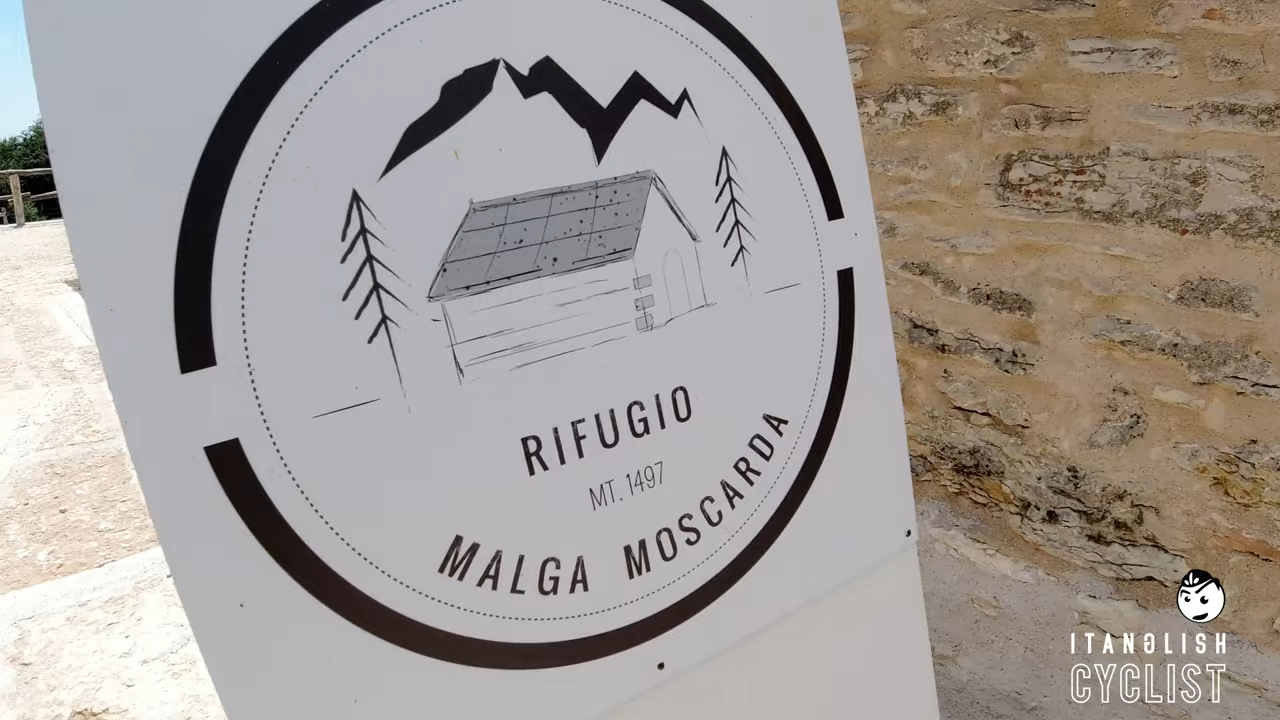 RIFUGIO
MT. 1497
MALGA MOSCARDA
ITANGLISH
CYCLIST